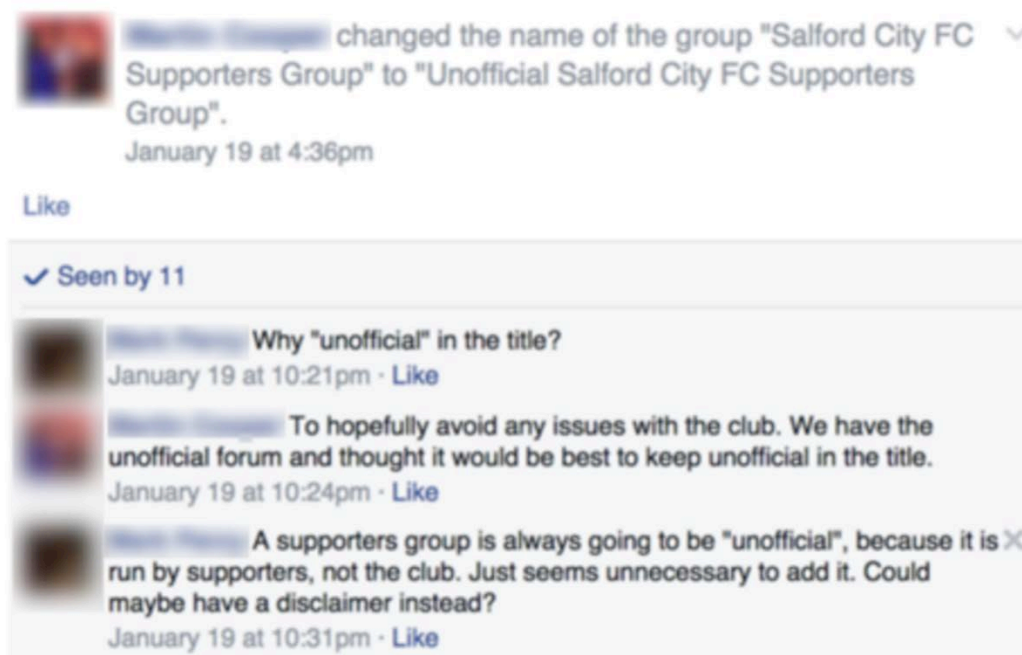 changed the name of the group "Salford City FC
Supporters Group" to "Unofficial Salford City FC Supporters
Group".
January 19 at 4:36pm
Like
Seen by 11
Why "unofficial" in the title?
January 19 at 10:21pm · Like
To hopefully avoid any issues with the club. We have the
unofficial forum and thought it would be best to keep unofficial in the title.
January 19 at 10:24pm · Like
A supporters group is always going to be "unofficial", because it is
run by supporters, not the club. Just seems unnecessary to add it. Could
maybe have a disclaimer instead?
January 19 at 10:31pm · Like